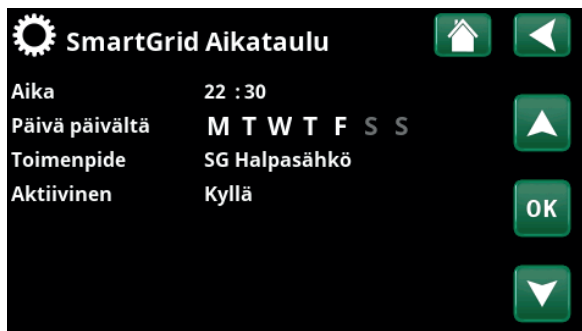 SmartGrid Aikataulu
Aika 22 :30
Päivä päivältä M T W T F S S
Toimenpide SG Halpasähkö
Aktiivinen Kyllä
OK